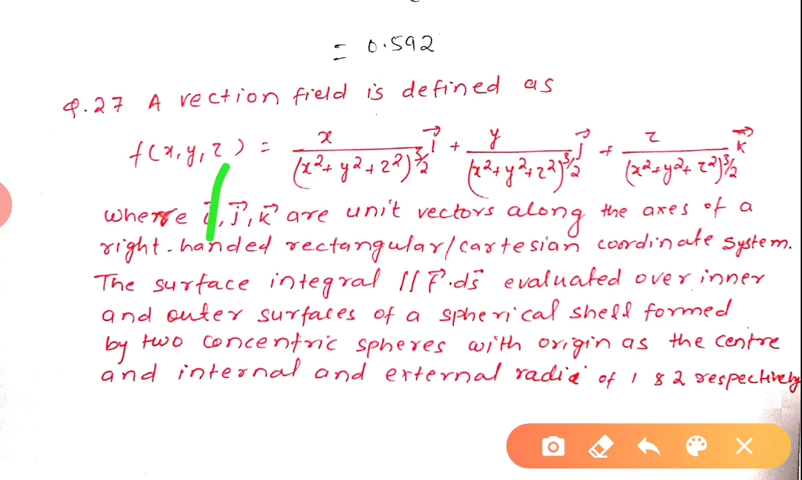 = 0.592
Q.27 A vection field is defined as
f(x,y,z) = x/(x²+y²+z²)^3/2 i⃗ + y/(x²+y²+z²)^3/2 j⃗ + z/(x²+y²+z²)^3/2 k⃗
where i⃗, j⃗, k⃗ are unit vectors along the axes of a
right-handed rectangular/cartesian coordinate system.
The surface integral ∫∫ F⃗.ds⃗ evaluated over inner
and outer surfaces of a spherical shell formed
by two concentric spheres with origin as the centre
and internal and external radii of 1 & 2 respectively